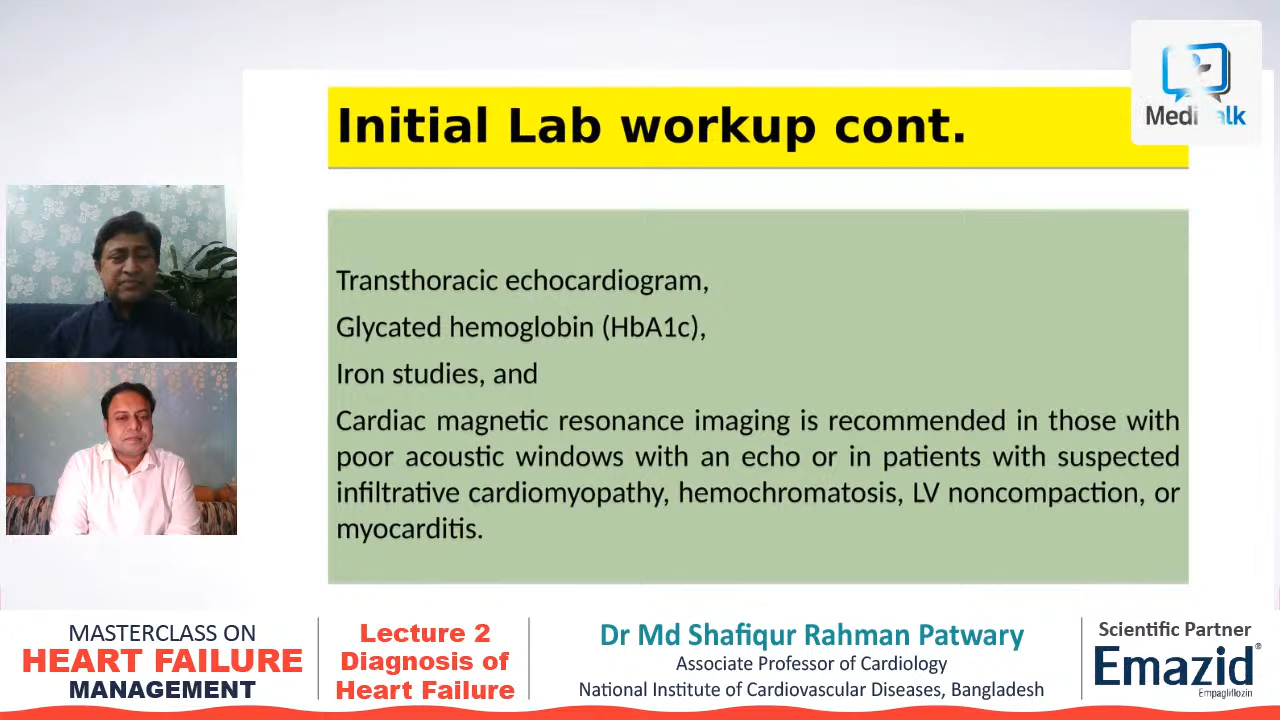 Initial Lab workup cont.
Transthoracic echocardiogram,
Glycated hemoglobin (HbA1c),
Iron studies, and
Cardiac magnetic resonance imaging is recommended in those with
poor acoustic windows with an echo or in patients with suspected
infiltrative cardiomyopathy, hemochromatosis, LV noncompaction, or
myocarditis.
MASTERCLASS ON
HEART FAILURE
MANAGEMENT
Lecture 2
Diagnosis of
Heart Failure
Dr Md Shafiqur Rahman Patwary
Associate Professor of Cardiology
National Institute of Cardiovascular Diseases, Bangladesh
Scientific Partner
Emazid®
Empagliflozin